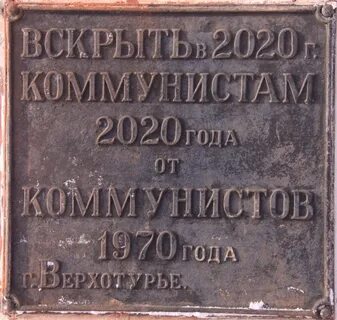 ВСКРЫТЬ в 2020 г.
КОММУНИСТАМ
2020 ГОДА
ОТ
КОММУНИСТОВ
1970 ГОДА
г. ВЕРХОТУРЬЕ.